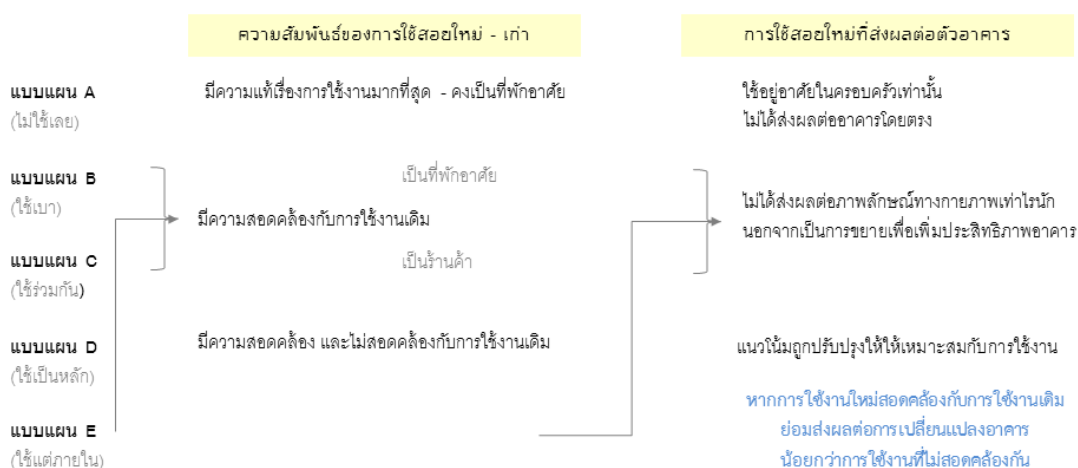 ความสัมพันธ์ของการใช้สอยใหม่ - เก่า
การใช้สอยใหม่ที่ส่งผลต่อตัวอาคาร
แบบแผน A
(ไม่ใช้เลย)
มีความแท้เรื่องการใช้งานมากที่สุด - คงเป็นที่พักอาศัย
ใช้อยู่อาศัยในครอบครัวเท่านั้น
ไม่ได้ส่งผลต่ออาคารโดยตรง
แบบแผน B
(ใช้เบา)
เป็นที่พักอาศัย
มีความสอดคล้องกับการใช้งานเดิม
ไม่ได้ส่งผลต่อภาพลักษณ์ทางกายภาพเท่าไรนัก
นอกจากเป็นการขยายเพื่อเพิ่มประสิทธิภาพอาคาร
แบบแผน C
(ใช้ร่วมกัน)
เป็นร้านค้า
แบบแผน D
(ใช้เป็นหลัก)
มีความสอดคล้อง และไม่สอดคล้องกับการใช้งานเดิม
แนวโน้มถูกปรับปรุงให้ให้เหมาะสมกับการใช้งาน
แบบแผน E
(ใช้แต่ภายใน)
หากการใช้งานใหม่สอดคล้องกับการใช้งานเดิม
ย่อมส่งผลต่อการเปลี่ยนแปลงอาคาร
น้อยกว่าการใช้งานที่ไม่สอดคล้องกัน